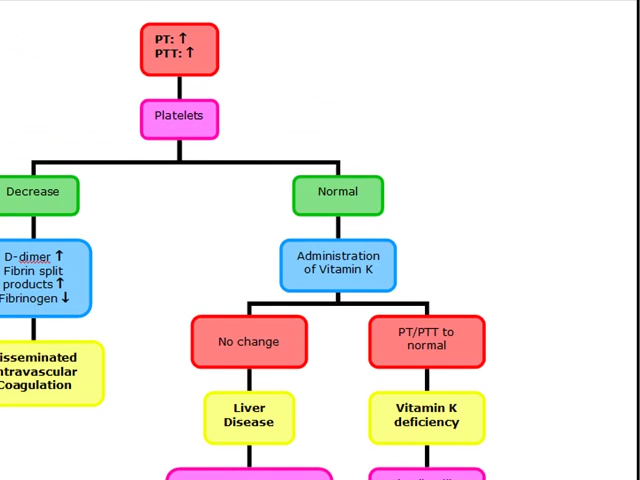 PT: ↑
PTT: ↑
Platelets
Decrease
Normal
D-dimer ↑
Fibrin split
products ↑
Fibrinogen ↓
Administration
of Vitamin K
No change
PT/PTT to
normal
isseminated
ntravascular
Coagulation
Liver
Disease
Vitamin K
deficiency